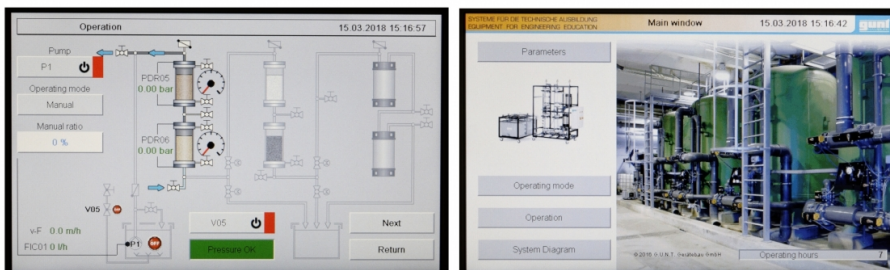 Operation
15.03.2018 15:16:57
Pump
P1
Operating mode
Manual
Manual ratio
0 %
PDR05
0.00 bar
PDR06
0.00 bar
V05
OFF
v-F 0.0 m/h
FIC01 0 l/h
P1
OFF
V05
Pressure OK
Next
Return
SYSTEME FÜR DIE TECHNISCHE AUSBILDUNG
EQUIPMENT FOR ENGINEERING EDUCATION
Main window
15.03.2018 15:16:42
gunt
Parameters
Operating mode
Operation
System Diagram
Operating hours
7